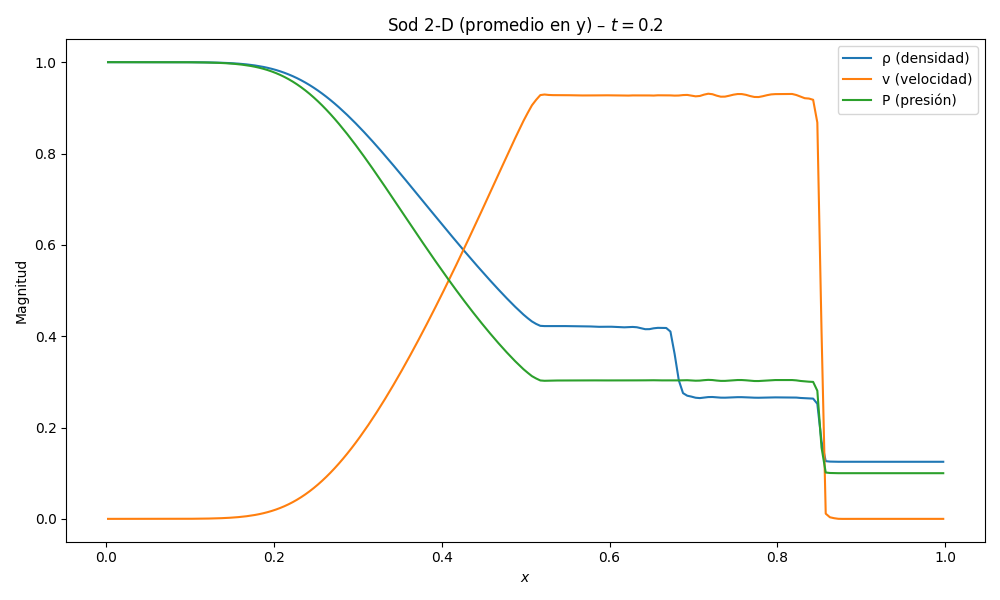 Sod 2-D (promedio en y) – t = 0.2
ρ (densidad)
v (velocidad)
P (presión)
Magnitud
1.0
0.8
0.6
0.4
0.2
0.0
0.0 0.2 0.4 0.6 0.8 1.0
x